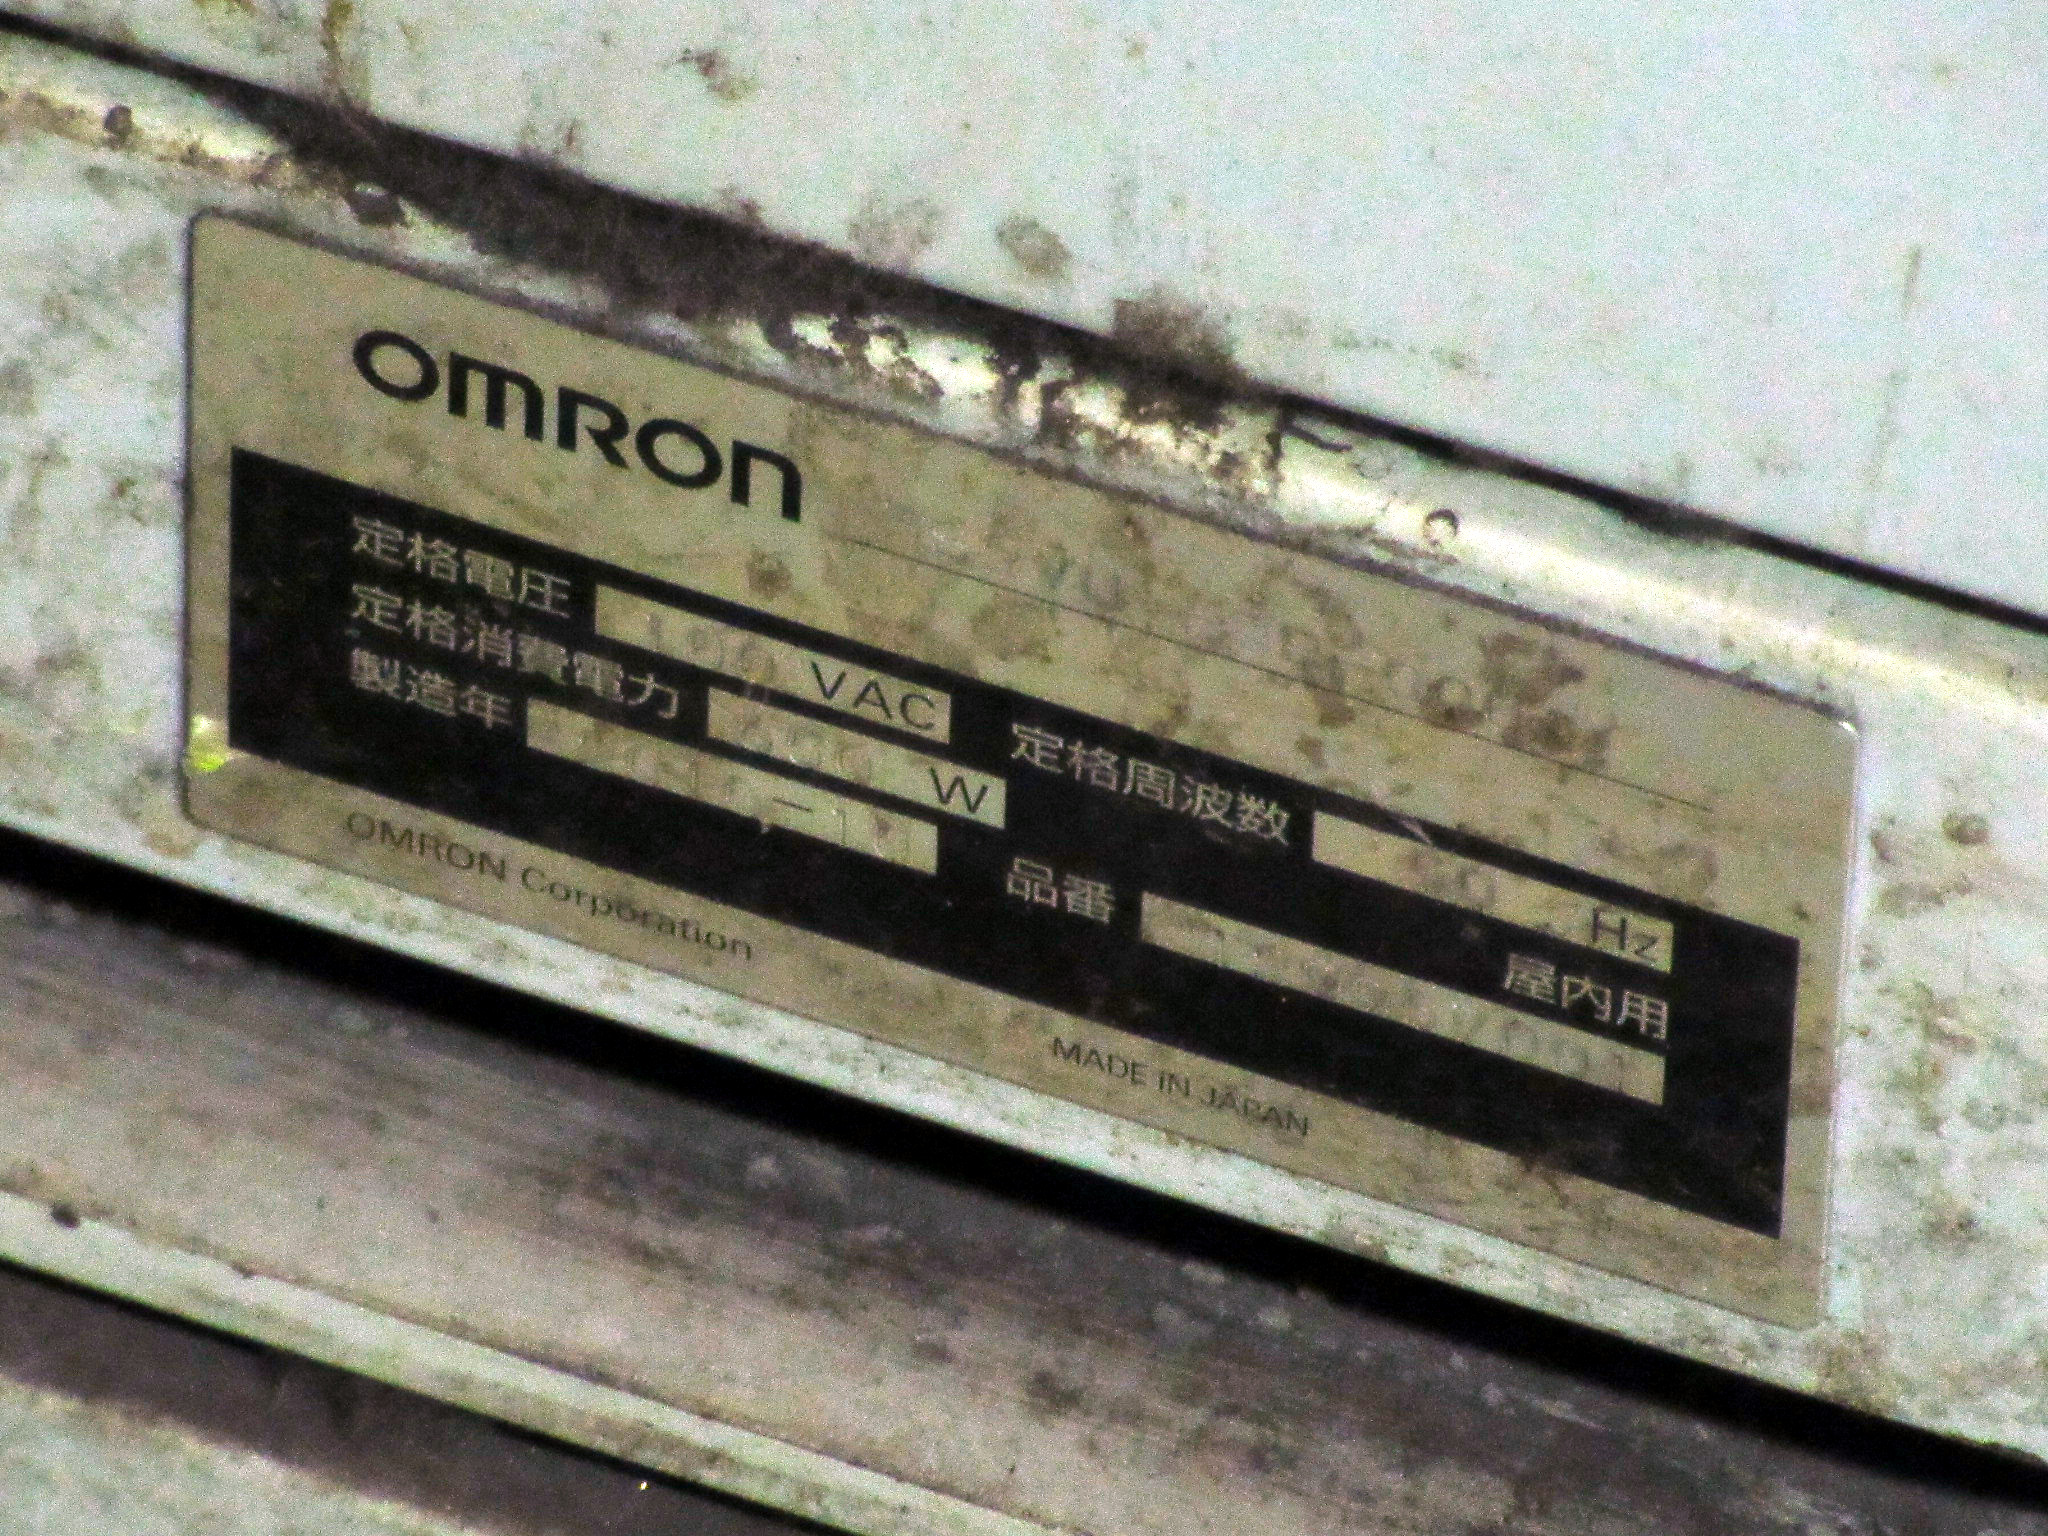 OMRON
定格電圧 100 VAC
定格消費電力 W 定格周波数 Hz
製造年 品番 屋内用
OMRON Corporation MADE IN JAPAN